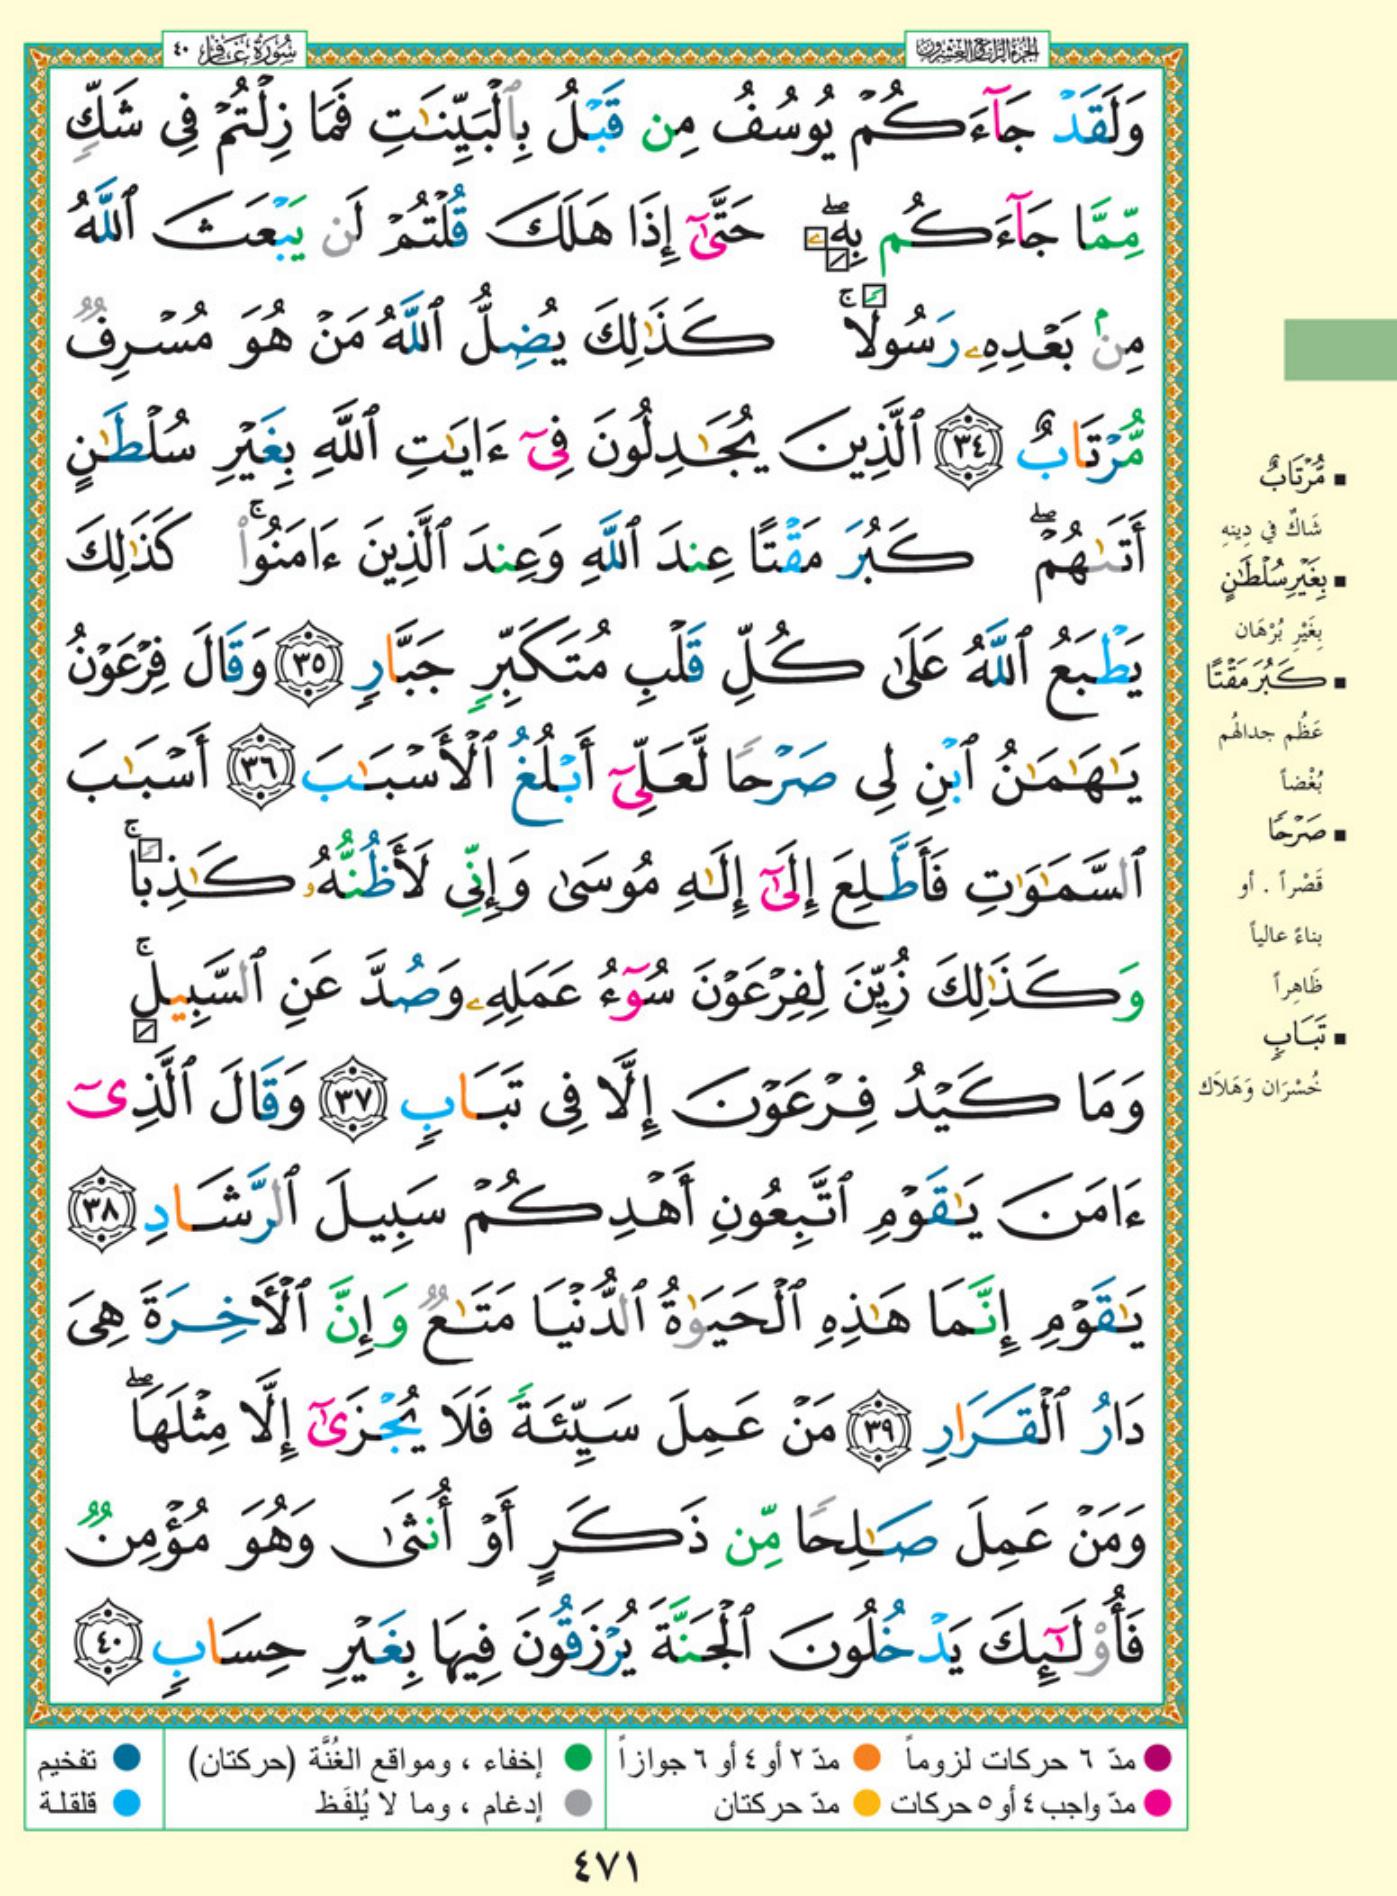 الجزء الرابع والعشرون
سورة غافر ٤٠
وَلَقَدْ جَآءَكُمْ يُوسُفُ مِن قَبْلُ بِٱلْبَيِّنَٰتِ فَمَا زِلْتُمْ فِى شَكٍّ
مِّمَّا جَآءَكُم بِهِۦ ۖ حَتَّىٰٓ إِذَا هَلَكَ قُلْتُمْ لَن يَبْعَثَ ٱللَّهُ
مِنۢ بَعْدِهِۦ رَسُولًا ۚ كَذَٰلِكَ يُضِلُّ ٱللَّهُ مَنْ هُوَ مُسْرِفٌ
مُّرْتَابٌ ٣٤ ٱلَّذِينَ يُجَٰدِلُونَ فِىٓ ءَايَٰتِ ٱللَّهِ بِغَيْرِ سُلْطَٰنٍ
أَتَىٰهُمْ ۖ كَبُرَ مَقْتًا عِندَ ٱللَّهِ وَعِندَ ٱلَّذِينَ ءَامَنُوا۟ ۚ كَذَٰلِكَ
يَطْبَعُ ٱللَّهُ عَلَىٰ كُلِّ قَلْبِ مُتَكَبِّرٍ جَبَّارٍ ٣٥ وَقَالَ فِرْعَوْنُ
يَٰهَٰمَٰنُ ٱبْنِ لِى صَرْحًا لَّعَلِّىٓ أَبْلُغُ ٱلْأَسْبَٰبَ ٣٦ أَسْبَٰبَ
ٱلسَّمَٰوَٰتِ فَأَطَّلِعَ إِلَىٰٓ إِلَٰهِ مُوسَىٰ وَإِنِّى لَأَظُنُّهُۥ كَٰذِبًا ۚ
وَكَذَٰلِكَ زُيِّنَ لِفِرْعَوْنَ سُوٓءُ عَمَلِهِۦ وَصُدَّ عَنِ ٱلسَّبِيلِ ۚ
وَمَا كَيْدُ فِرْعَوْنَ إِلَّا فِى تَبَابٍ ٣٧ وَقَالَ ٱلَّذِىٓ
ءَامَنَ يَٰقَوْمِ ٱتَّبِعُونِ أَهْدِكُمْ سَبِيلَ ٱلرَّشَادِ ٣٨
يَٰقَوْمِ إِنَّمَا هَٰذِهِ ٱلْحَيَوٰةُ ٱلدُّنْيَا مَتَٰعٌ وَإِنَّ ٱلْأَخِرَةَ هِىَ
دَارُ ٱلْقَرَارِ ٣٩ مَنْ عَمِلَ سَيِّئَةً فَلَا يُجْزَىٰٓ إِلَّا مِثْلَهَا ۖ
وَمَنْ عَمِلَ صَٰلِحًا مِّن ذَكَرٍ أَوْ أُنثَىٰ وَهُوَ مُؤْمِنٌ
فَأُو۟لَٰٓئِكَ يَدْخُلُونَ ٱلْجَنَّةَ يُرْزَقُونَ فِيهَا بِغَيْرِ حِسَابٍ ٤٠
■ مُّرْتَابٌ
شَاكٌ في دِينِهِ
■ بِغَيْرِ سُلْطَٰنٍ
بِغَيْرِ بُرْهَان
■ كَبُرَ مَقْتًا
عَظُم جدالهُم
بُغْضاً
■ صَرْحًا
قَصْراً . أو
بناءً عالياً
ظَاهِراً
■ تَبَابٍ
خُسْرَان وَهَلاَك
مدّ ٦ حركات لزوماً ● مدّ ٢ أو ٤ أو ٦ جوازاً ● إخفاء ، ومواقع الغُنَّة (حركتان) ● تفخيم
مدّ واجب ٤ أو ٥ حركات ● مدّ حركتان ● إدغام ، وما لا يُلفَظ ● قلقلة
٤٧١